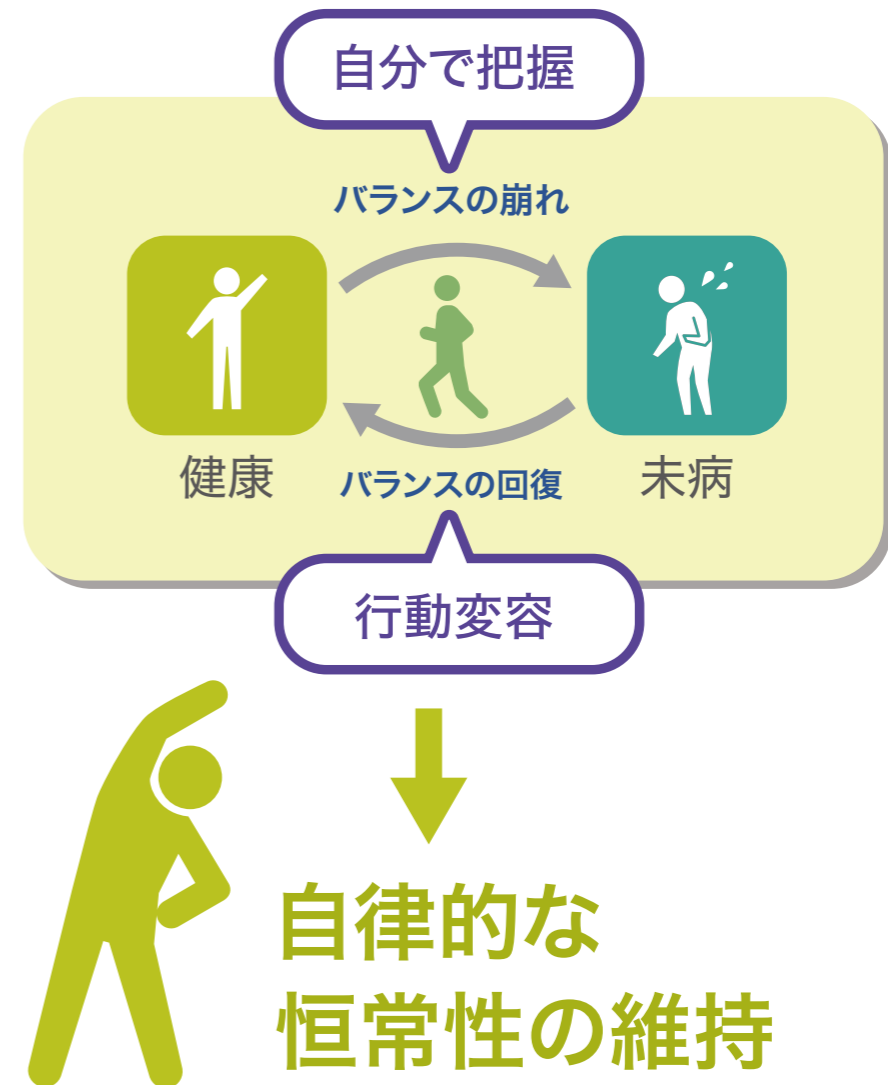 自分で把握
バランスの崩れ
健康
バランスの回復
未病
行動変容
自律的な
恒常性の維持